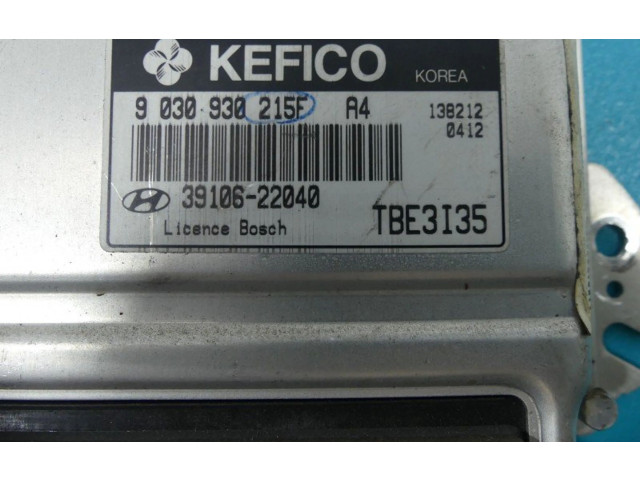 KEFICO
KOREA
9 030 930 215F A4
138212
0412
39106-22040
Licence Bosch
TBE3I35